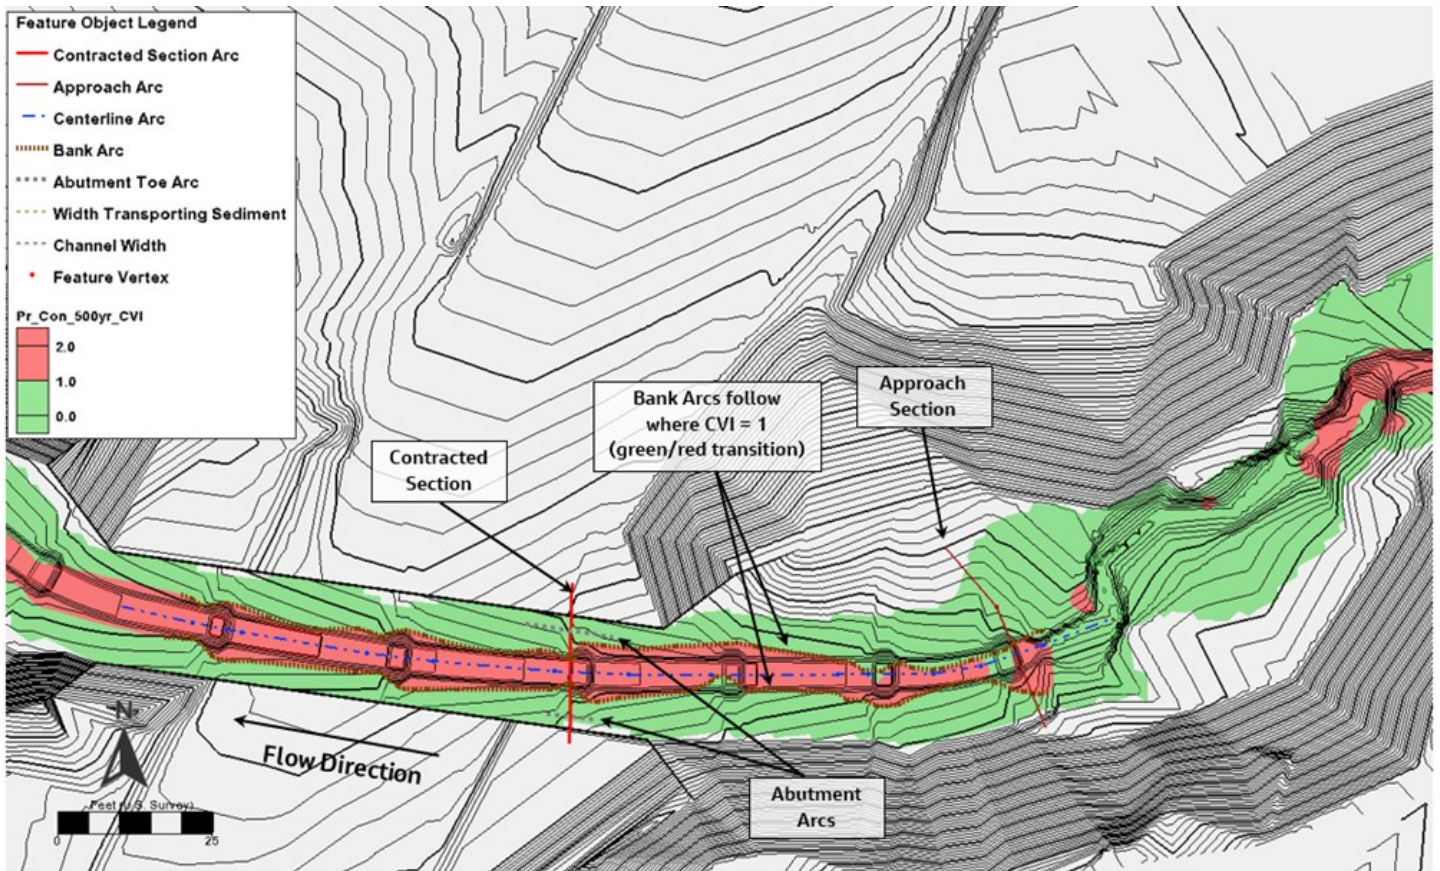 Feature Object Legend
Contracted Section Arc
Approach Arc
Centerline Arc
Bank Arc
Abutment Toe Arc
Width Transporting Sediment
Channel Width
Feature Vertex
Pr_Con_500yr_CVI
2.0
1.0
0.0
Contracted
Section
Bank Arcs follow
where CVI = 1
(green/red transition)
Approach
Section
N
Flow Direction
Feet (U.S. Survey)
0
25
Abutment
Arcs